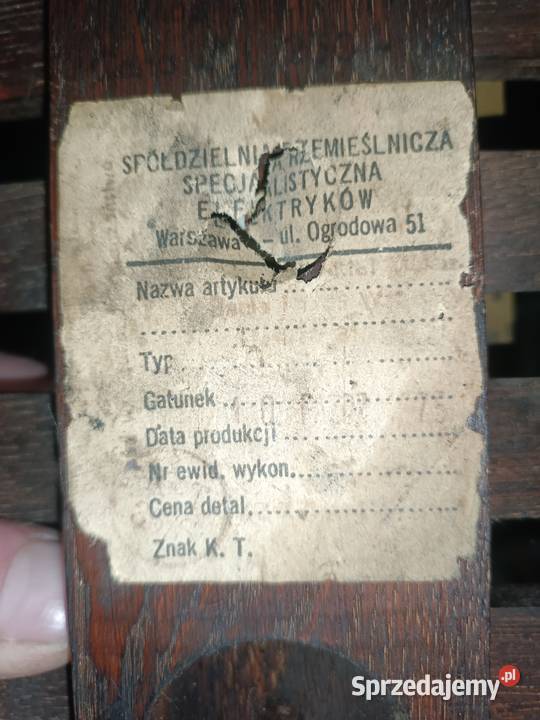 SPÓŁDZIELNIA RZEMIEŚLNICZA
SPECJALISTYCZNA
ELEKTRYKÓW
Warszawa – ul. Ogrodowa 51
Nazwa artykułu
Typ
Gatunek
Data produkcji
Nr ewid. wykon.
Cena detal.
Znak K. T.
Sprzedajemy.pl